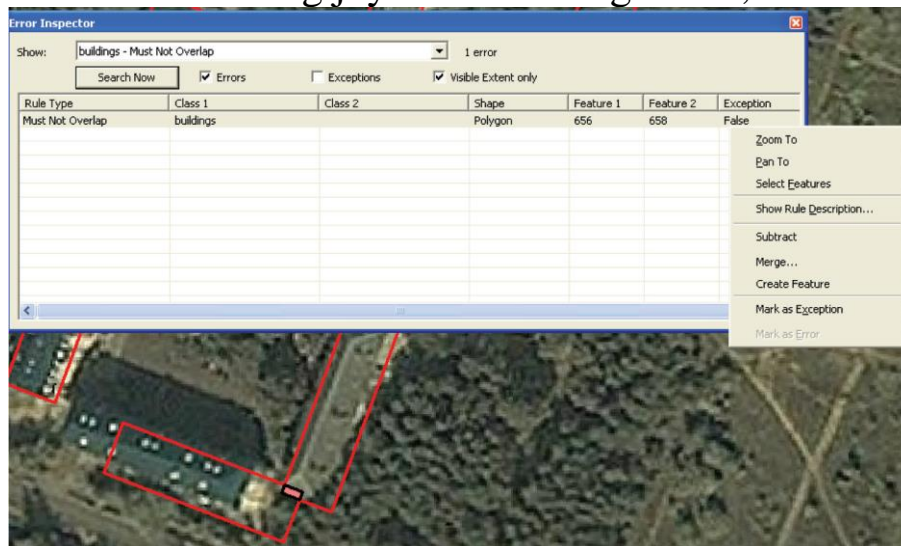 Error Inspector
Show: buildings - Must Not Overlap 1 error
Search Now Errors Exceptions Visible Extent only
Rule Type Class 1 Class 2 Shape Feature 1 Feature 2 Exception
Must Not Overlap buildings Polygon 656 658 False
Zoom To
Pan To
Select Features
Show Rule Description...
Subtract
Merge...
Create Feature
Mark as Exception
Mark as Error